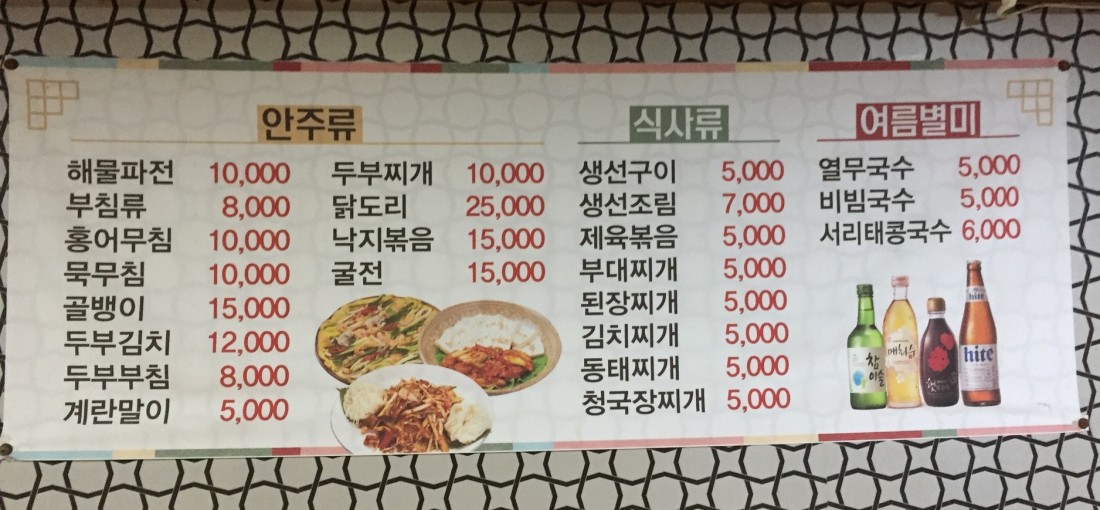 안주류
해물파전 10,000
부침류 8,000
홍어무침 10,000
묵무침 10,000
골뱅이 15,000
두부김치 12,000
두부부침 8,000
계란말이 5,000
두부찌개 10,000
닭도리 25,000
낙지볶음 15,000
굴전 15,000
식사류
생선구이 5,000
생선조림 7,000
제육볶음 5,000
부대찌개 5,000
된장찌개 5,000
김치찌개 5,000
동태찌개 5,000
청국장찌개 5,000
여름별미
열무국수 5,000
비빔국수 5,000
서리태콩국수 6,000
참이슬
매화수
hite
hite